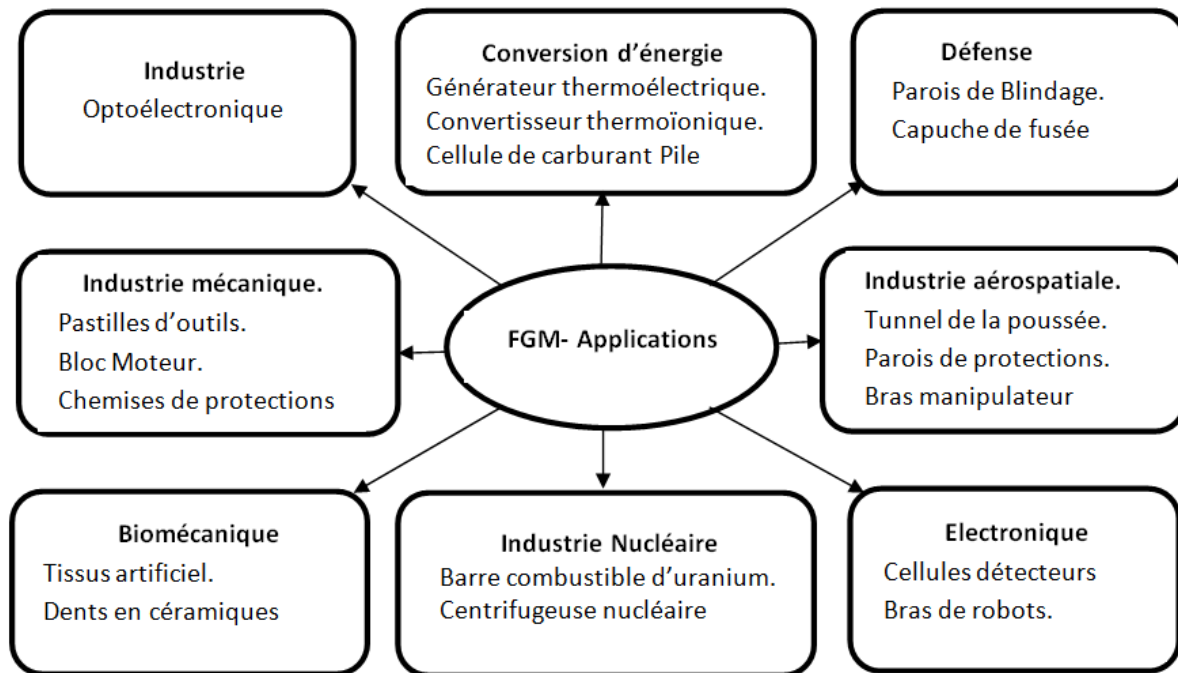 Industrie
Optoélectronique
Conversion d’énergie
Générateur thermoélectrique.
Convertisseur thermoïonique.
Cellule de carburant Pile
Défense
Parois de Blindage.
Capuche de fusée
Industrie mécanique.
Pastilles d’outils.
Bloc Moteur.
Chemises de protections
FGM- Applications
Industrie aérospatiale.
Tunnel de la poussée.
Parois de protections.
Bras manipulateur
Biomécanique
Tissus artificiel.
Dents en céramiques
Industrie Nucléaire
Barre combustible d’uranium.
Centrifugeuse nucléaire
Electronique
Cellules détecteurs
Bras de robots.